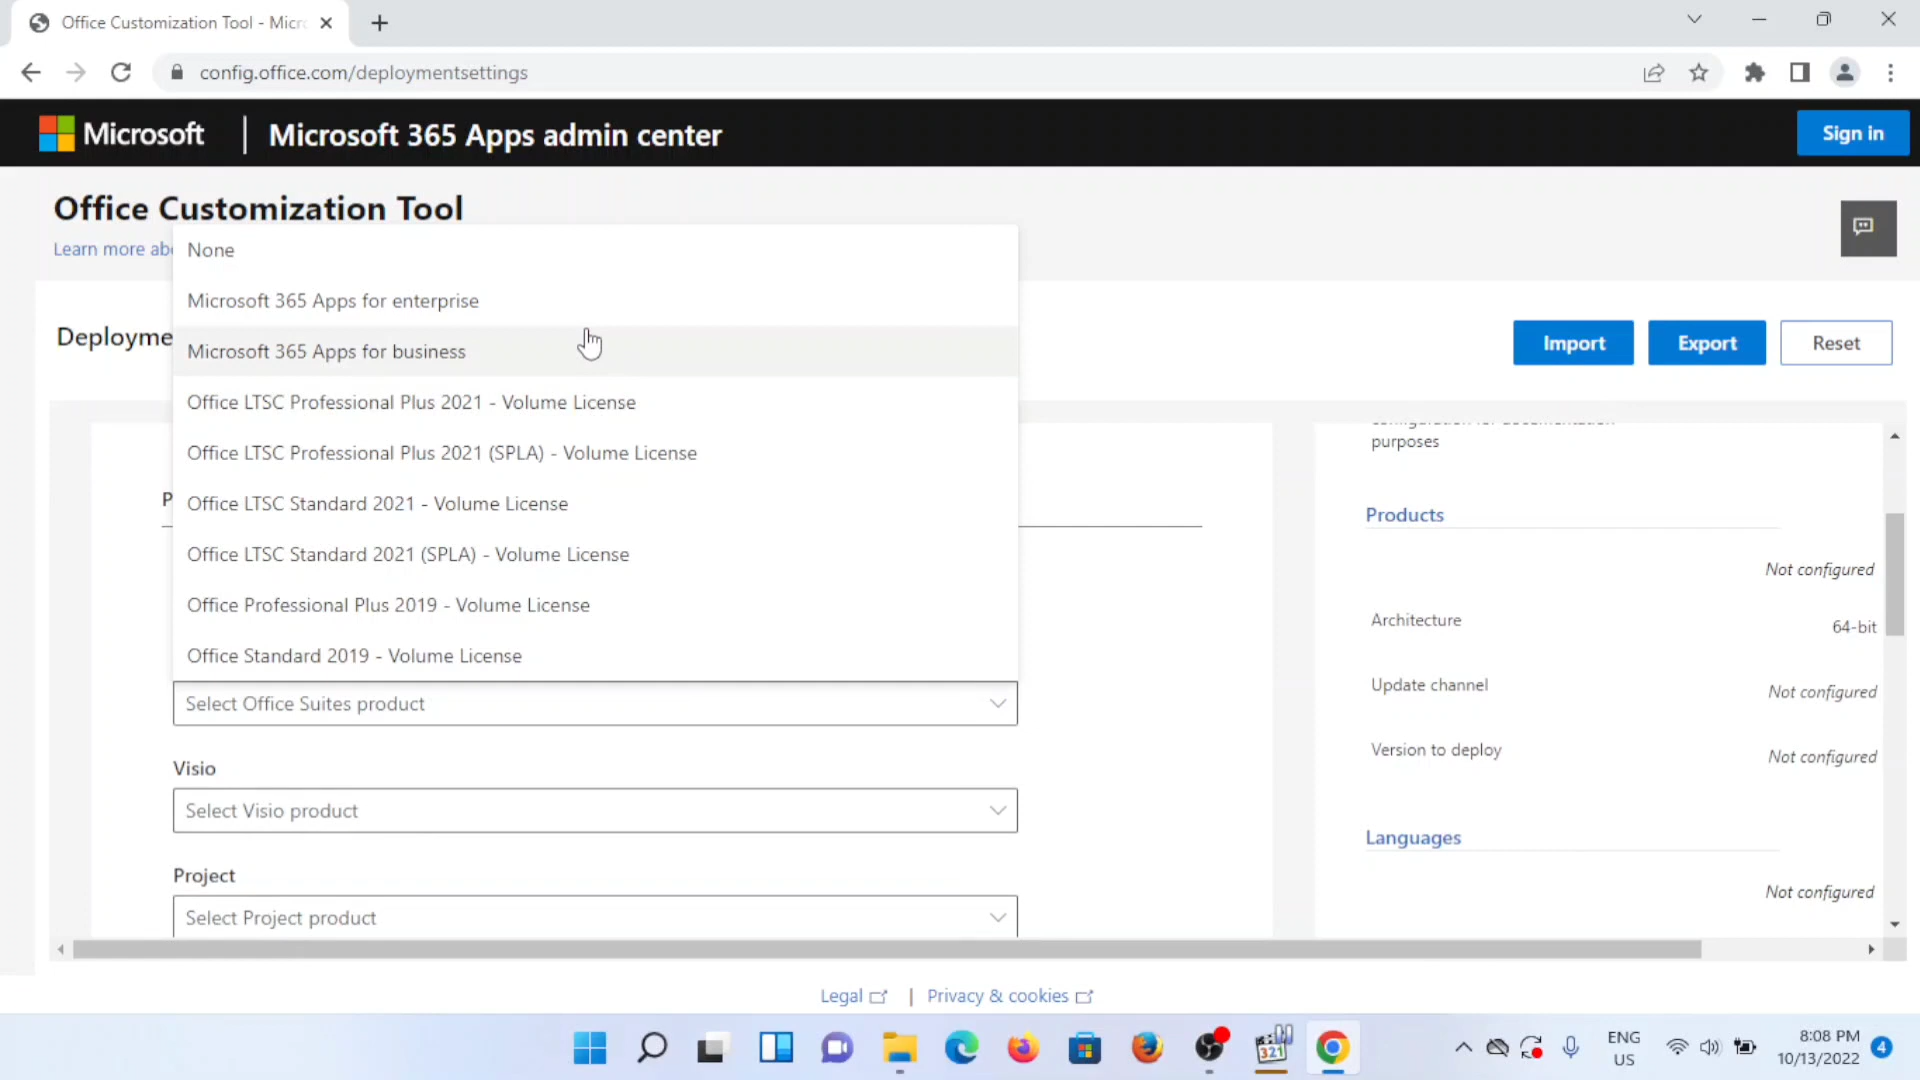 Office Customization Tool - Micr
config.office.com/deploymentsettings
Microsoft
Microsoft 365 Apps admin center
Sign in
Office Customization Tool
Learn more ab
None
Microsoft 365 Apps for enterprise
Deployme
Microsoft 365 Apps for business
Import
Export
Reset
Office LTSC Professional Plus 2021 - Volume License
purposes
Office LTSC Professional Plus 2021 (SPLA) - Volume License
P
Office LTSC Standard 2021 - Volume License
Products
Office LTSC Standard 2021 (SPLA) - Volume License
Not configured
Office Professional Plus 2019 - Volume License
Architecture
64-bit
Office Standard 2019 - Volume License
Update channel
Not configured
Select Office Suites product
Version to deploy
Not configured
Visio
Select Visio product
Languages
Project
Not configured
Select Project product
Legal | Privacy & cookies
321
ENG
US
8:08 PM
10/13/2022
4